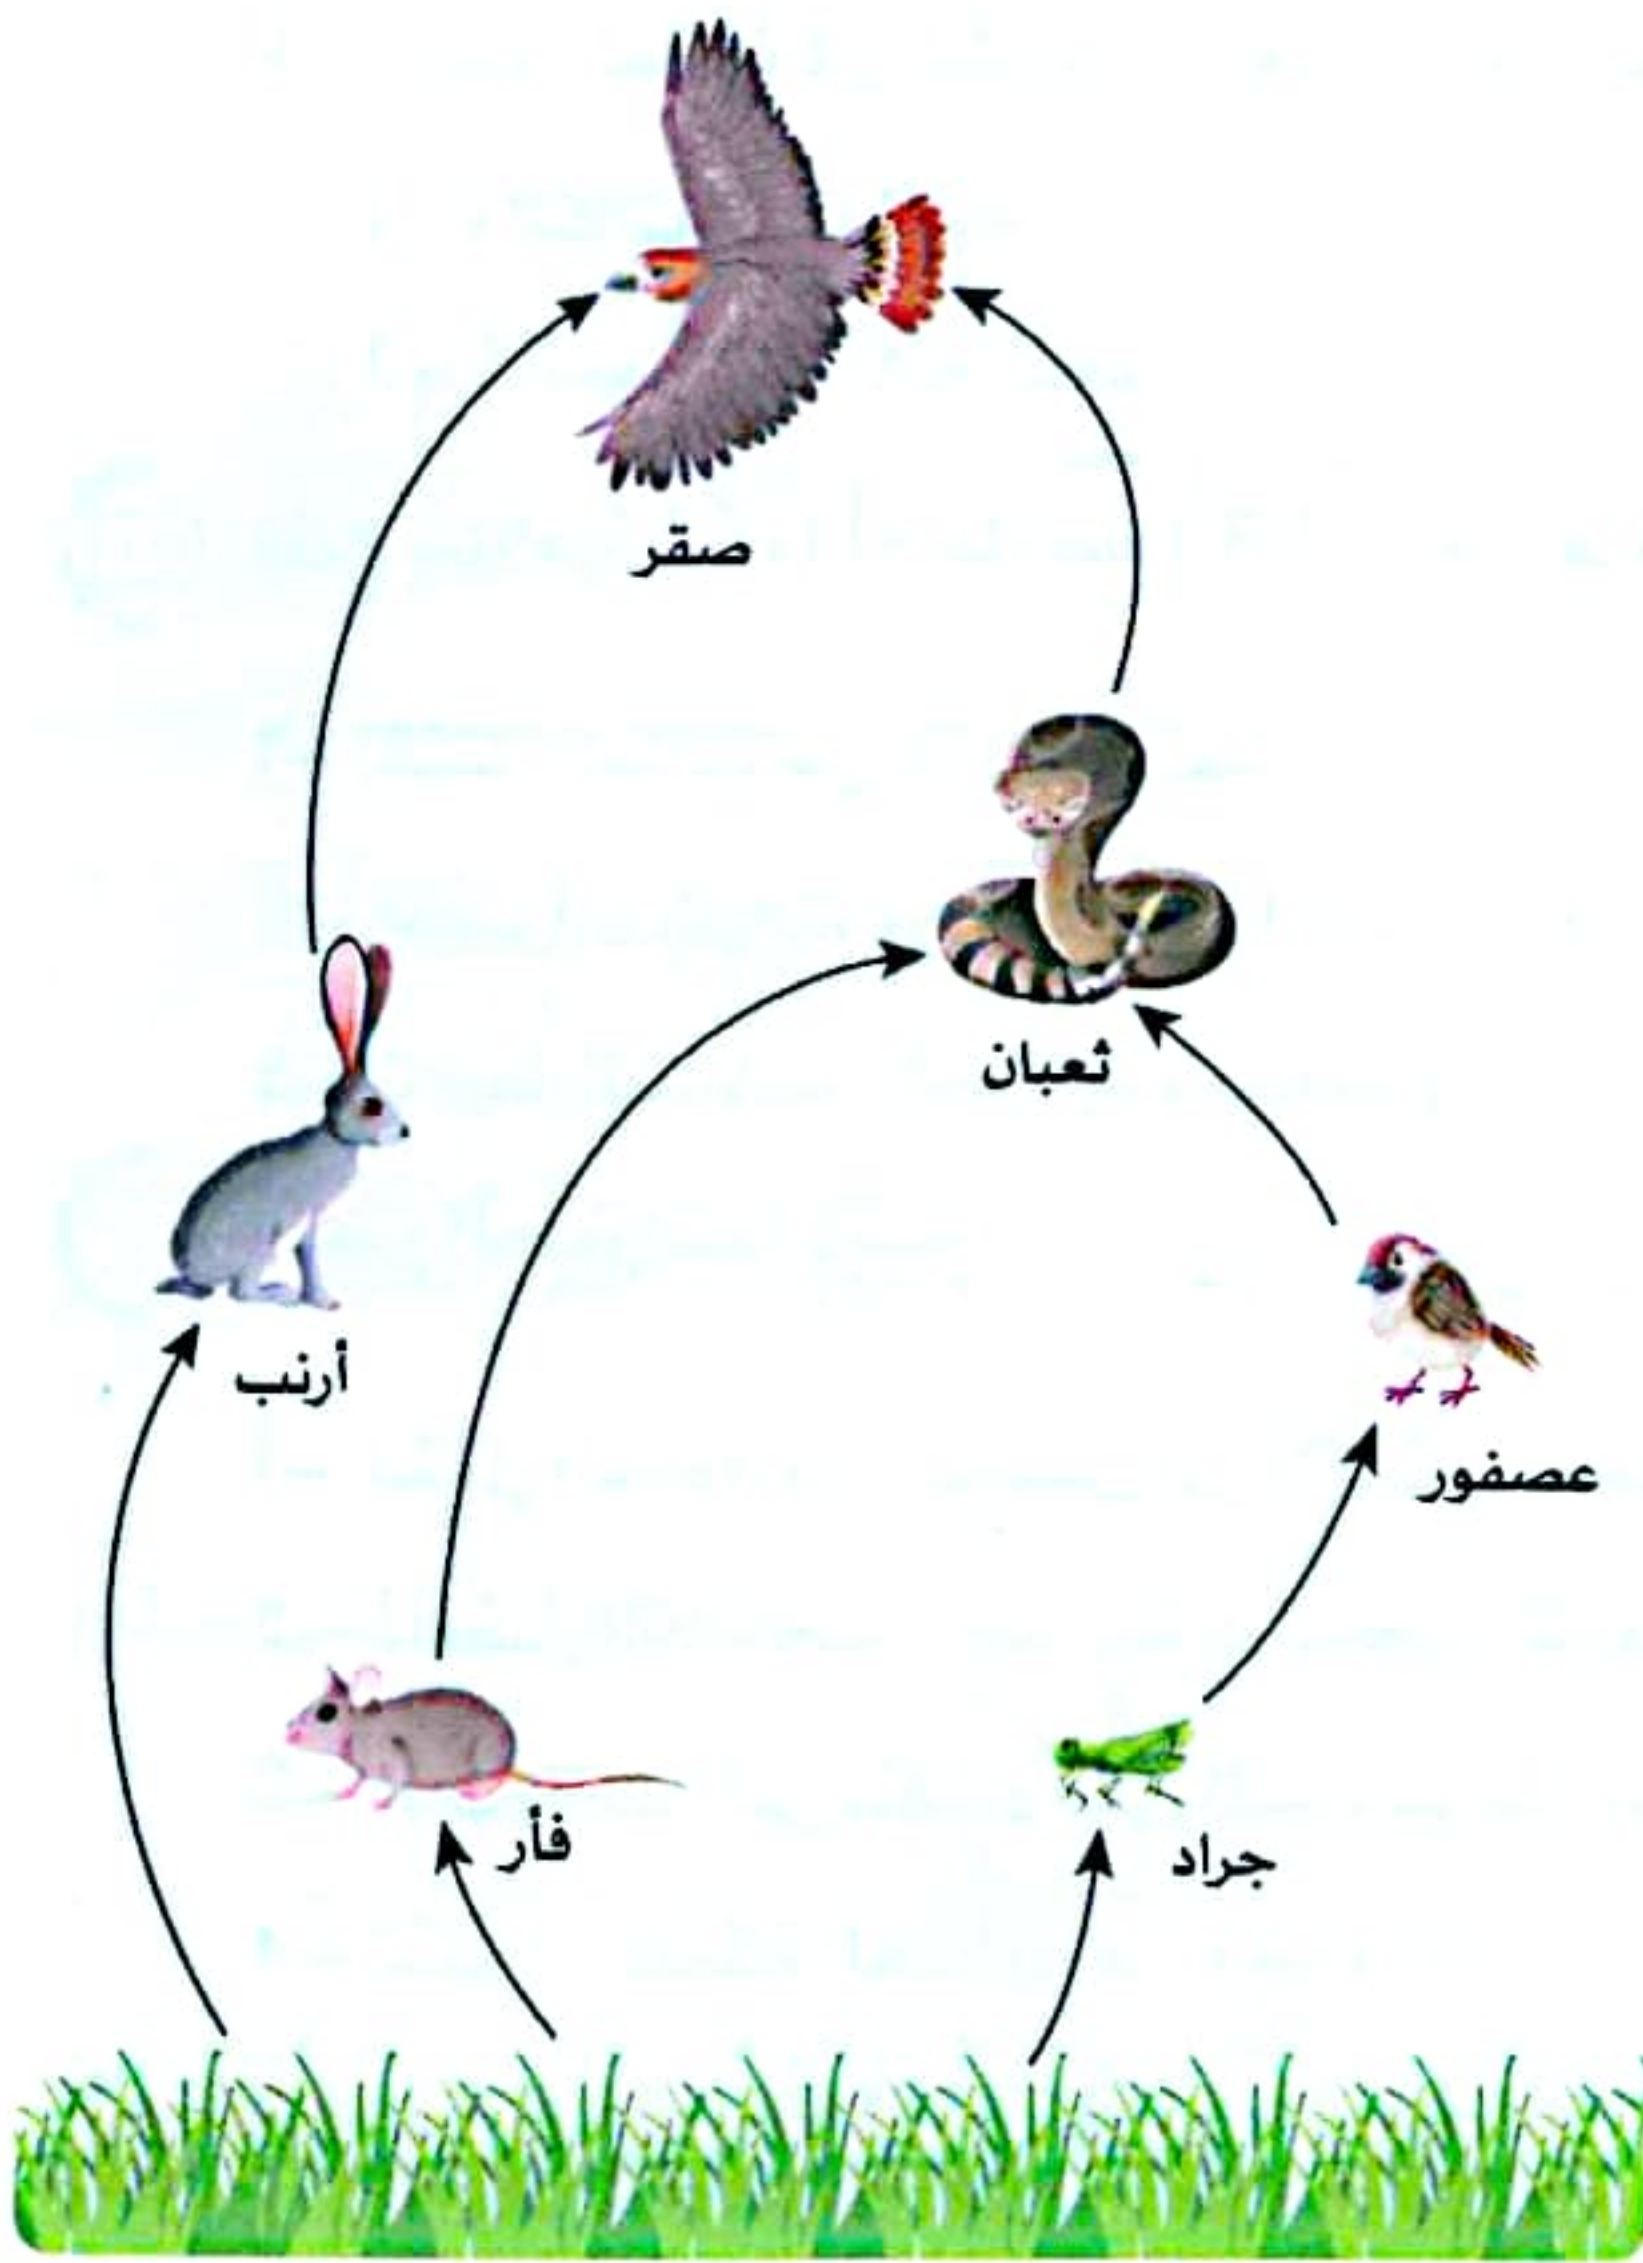 صقر
ثعبان
أرنب
عصفور
فأر
جراد